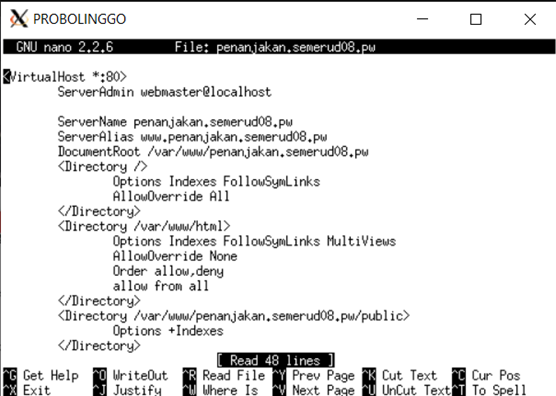 PROBOLINGGO
GNU nano 2.2.6 File: penanjakan.semerud08.pw
<VirtualHost *:80>
ServerAdmin webmaster@localhost
ServerName penanjakan.semerud08.pw
ServerAlias www.penanjakan.semerud08.pw
DocumentRoot /var/www/penanjakan.semerud08.pw
<Directory />
Options Indexes FollowSymLinks
AllowOverride All
</Directory>
<Directory /var/www/html>
Options Indexes FollowSymLinks MultiViews
AllowOverride None
Order allow,deny
allow from all
</Directory>
<Directory /var/www/penanjakan.semerud08.pw/public>
Options +Indexes
</Directory>
[ Read 48 lines ]
^G Get Help ^O WriteOut ^R Read File ^Y Prev Page ^K Cut Text ^C Cur Pos
^X Exit ^J Justify ^W Where Is ^V Next Page ^U UnCut Text ^T To Spell